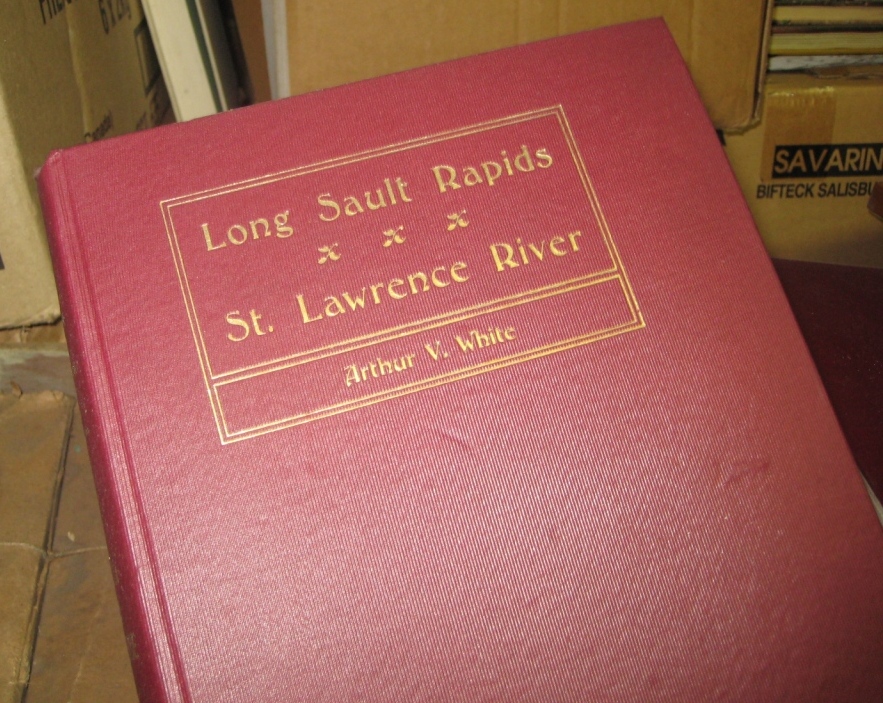 Long Sault Rapids
St. Lawrence River
Arthur V. White
SAVARIN
BIFTECK SALISBU